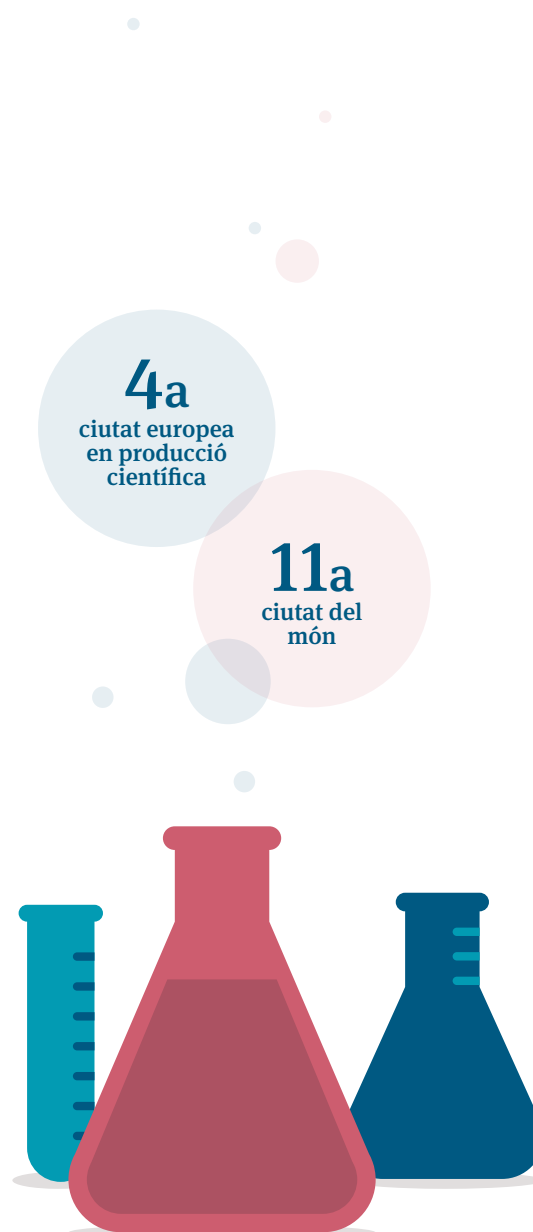 4a
ciutat europea
en producció
científica
11a
ciutat del
món